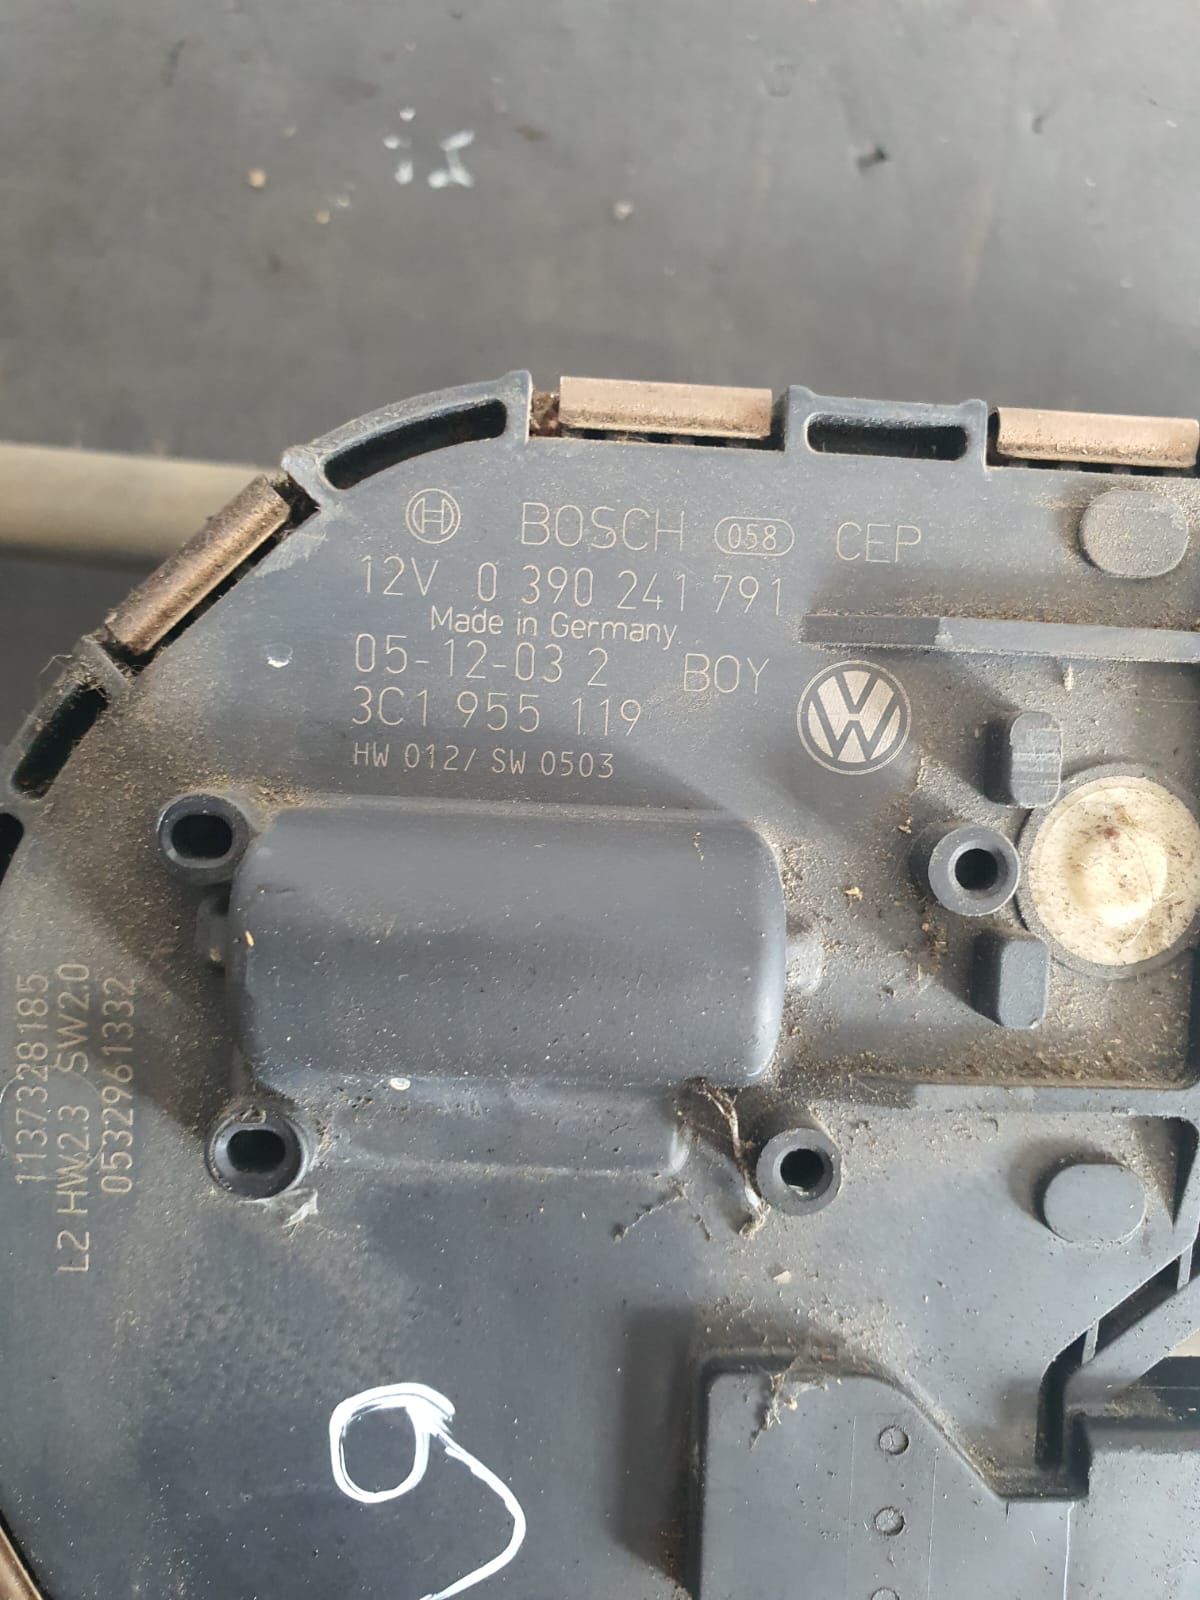 BOSCH 058 CEP
12V 0 390 241 791
Made in Germany
05-12-03 2 BOY
3C1 955 119
HW 012/ SW 0503
1137328185
L2 HW2.3 SW2.0
0532961332
9